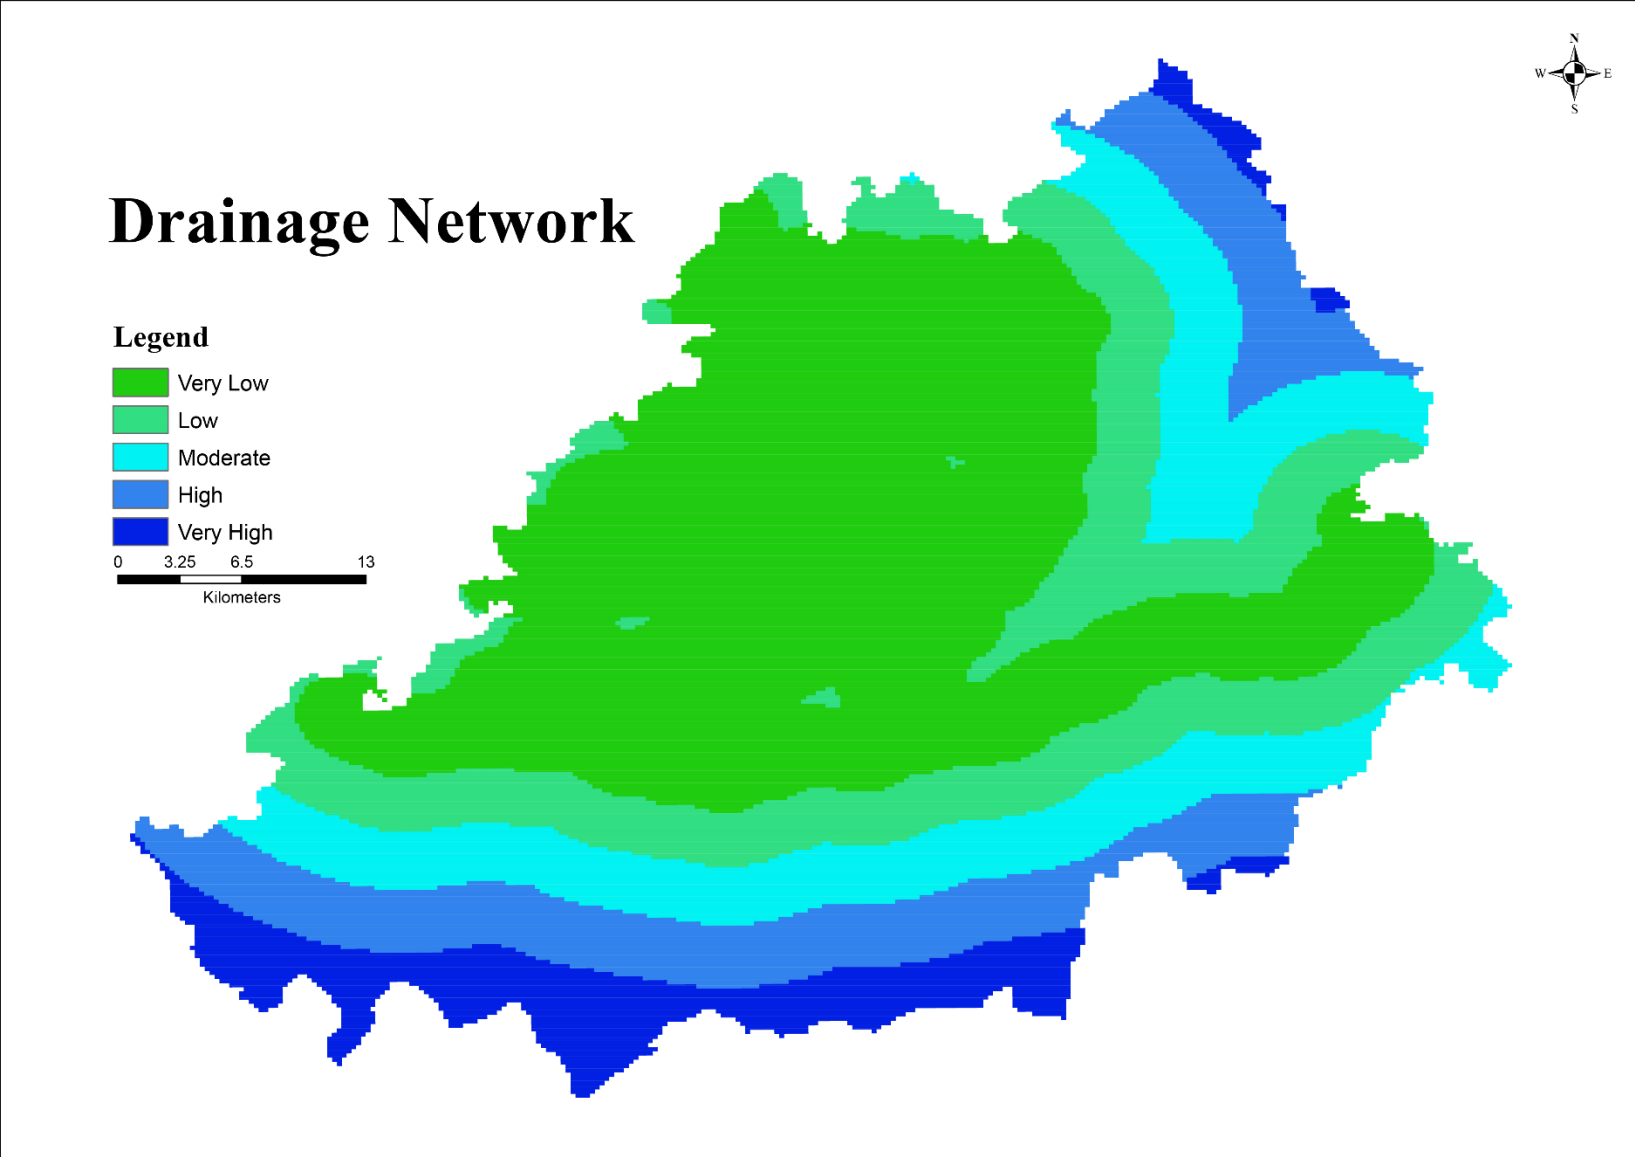 N
W E
S
Drainage Network
Legend
Very Low
Low
Moderate
High
Very High
0 3.25 6.5 13
Kilometers